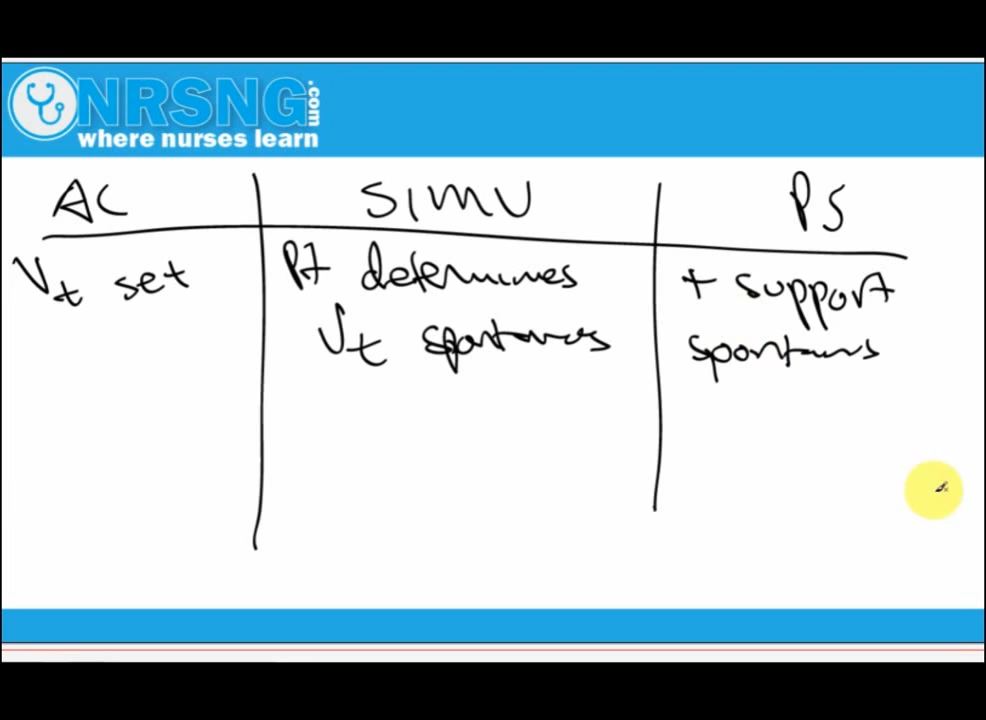 NRSNG.com
where nurses learn
AC SIMV PS
Vt set
Pt determines
Vt spontaneous
+ support
spontaneous